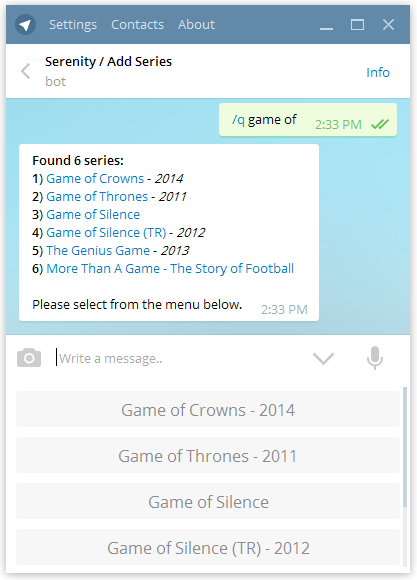 Settings Contacts About
Serenity / Add Series
bot
Info
/q game of 2:33 PM
Found 6 series:
1) Game of Crowns - 2014
2) Game of Thrones - 2011
3) Game of Silence
4) Game of Silence (TR) - 2012
5) The Genius Game - 2013
6) More Than A Game - The Story of Football
Please select from the menu below. 2:33 PM
Write a message..
Game of Crowns - 2014
Game of Thrones - 2011
Game of Silence
Game of Silence (TR) - 2012